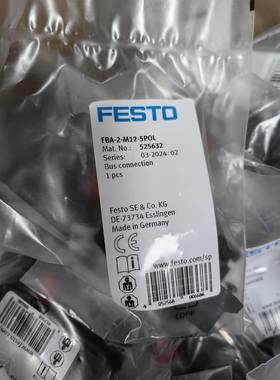 FESTO
FBA-2-M12-5POL
Mat. No.: 525632
Series: 03-2024:02
Bus connection
1 pcs
Festo SE & Co. KG
DE-73734 Esslingen
Made in Germany
www.festo.com/sp
LDPE